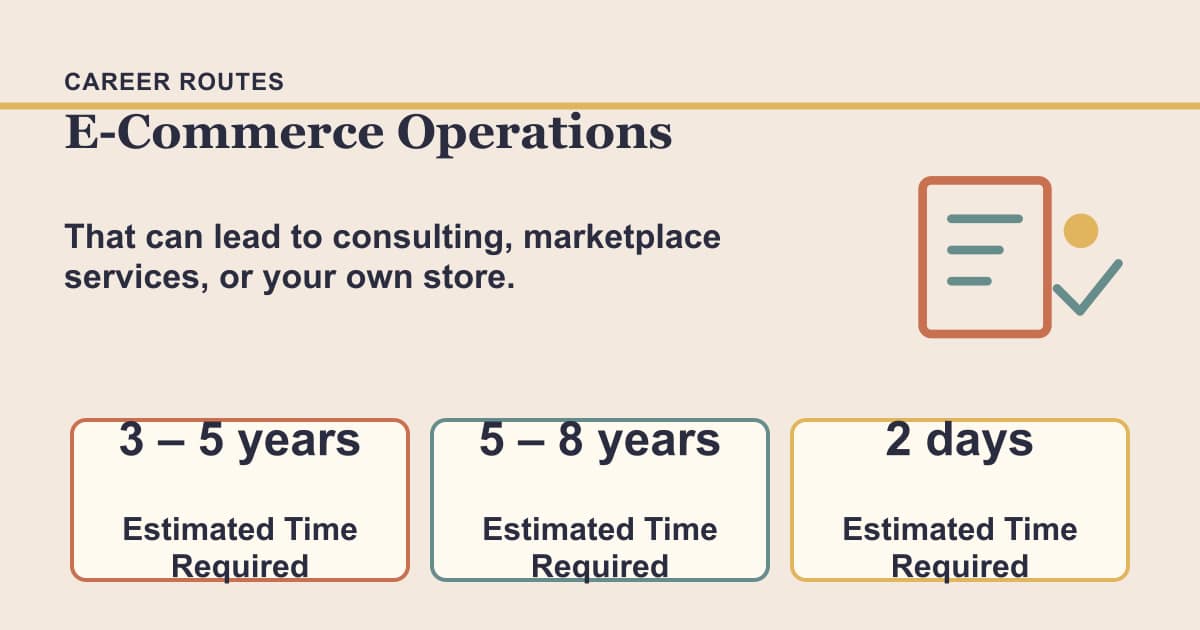 CAREER ROUTES
E-Commerce Operations
That can lead to consulting, marketplace
services, or your own store.
3 – 5 years
Estimated Time
Required
5 – 8 years
Estimated Time
Required
2 days
Estimated Time
Required